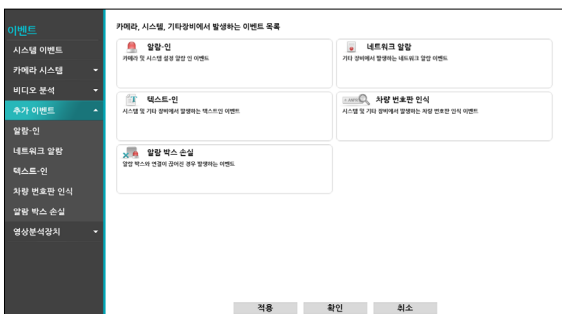 이벤트
시스템 이벤트
카메라 시스템
비디오 분석
추가 이벤트
알람-인
네트워크 알람
텍스트-인
차량 번호판 인식
알람 박스 손실
영상분석장치
카메라, 시스템, 기타장비에서 발생하는 이벤트 목록
알람-인
카메라 및 시스템 설정 알람 인 이벤트
네트워크 알람
기타 장비에서 발생하는 네트워크 알람 이벤트
텍스트-인
시스템 및 기타 장비에서 발생하는 텍스트인 이벤트
차량 번호판 인식
시스템 및 기타 장비에서 발생하는 차량 번호판 인식 이벤트
알람 박스 손실
알람 박스와 연결이 끊어진 경우 발생하는 이벤트
적용 확인 취소